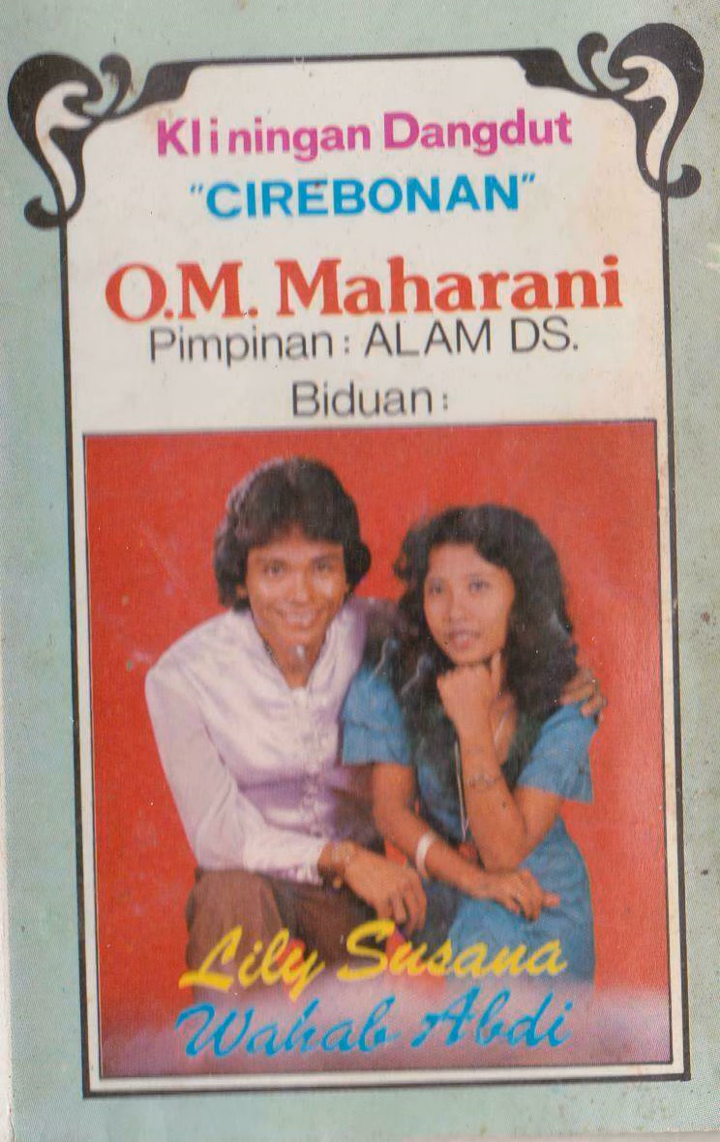 Kliningan Dangdut
"CIREBONAN"
O.M. Maharani
Pimpinan : ALAM DS.
Biduan :
Lily Susana
Wahab Abdi